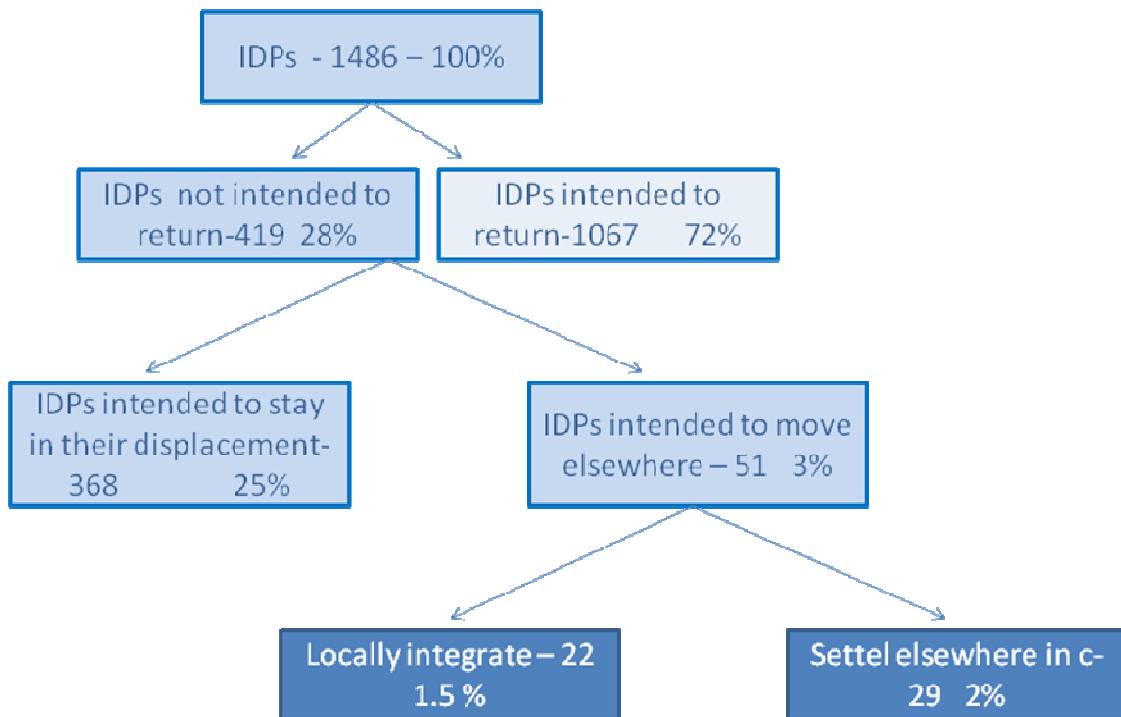 IDPs - 1486 – 100%
IDPs not intended to
return-419 28%
IDPs intended to
return-1067 72%
IDPs intended to stay
in their displacement-
368 25%
IDPs intended to move
elsewhere – 51 3%
Locally integrate – 22
1.5 %
Settel elsewhere in c-
29 2%